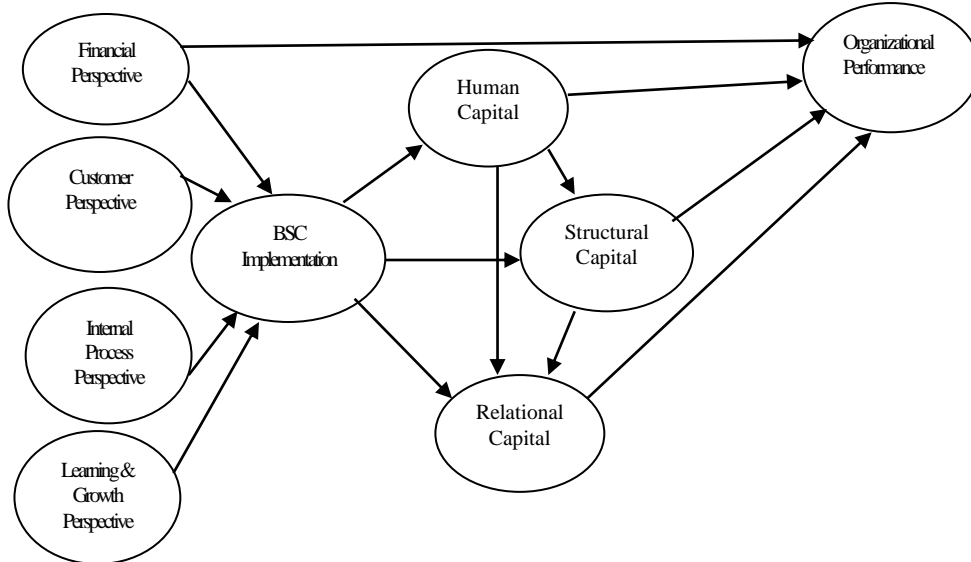 Financial
Perspective
Organizational
Performance
Human
Capital
Customer
Perspective
BSC
Implementation
Structural
Capital
Internal
Process
Perspective
Relational
Capital
Learning &
Growth
Perspective